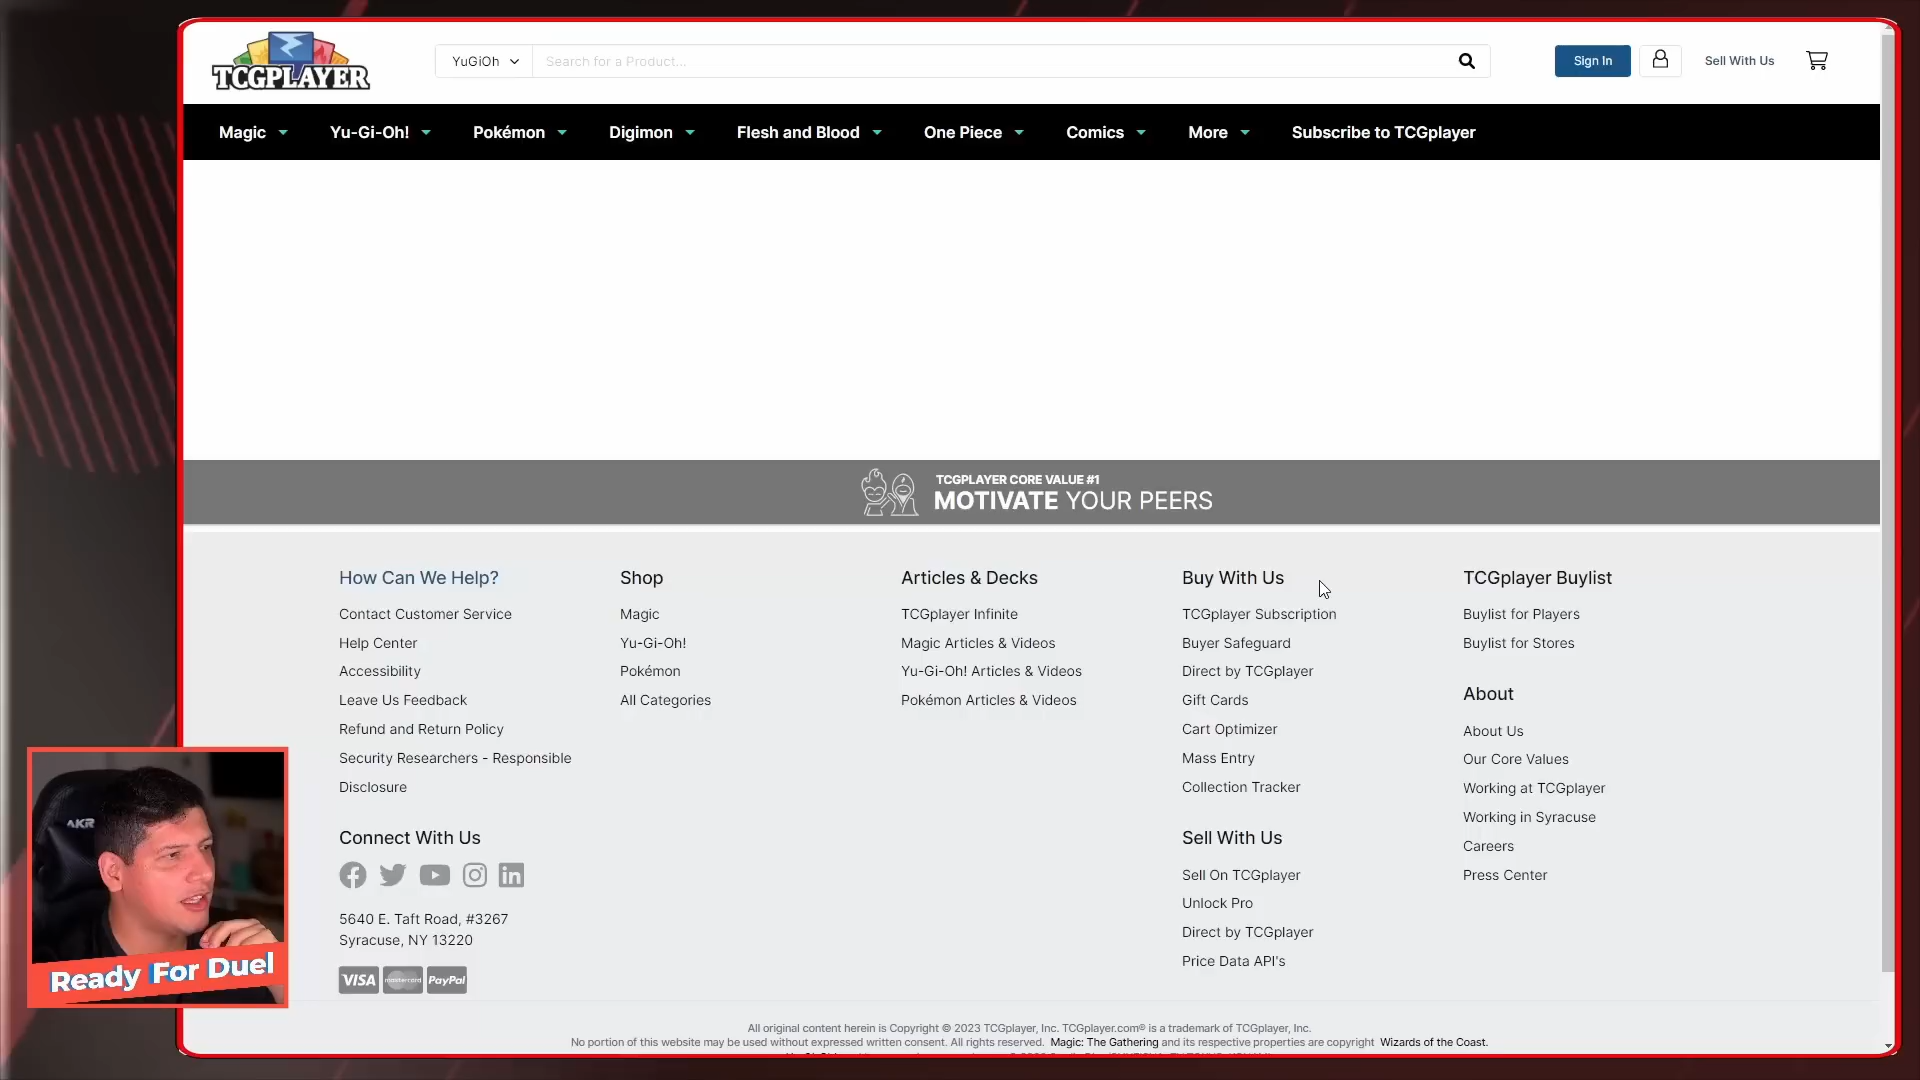 TCGPLAYER
YuGiOh
Search for a Product...
Sign In
Sell With Us
Magic
Yu-Gi-Oh!
Pokémon
Digimon
Flesh and Blood
One Piece
Comics
More
Subscribe to TCGplayer
TCGPLAYER CORE VALUE #1
MOTIVATE YOUR PEERS
How Can We Help?
Contact Customer Service
Help Center
Accessibility
Leave Us Feedback
Refund and Return Policy
Security Researchers - Responsible
Disclosure
Connect With Us
5640 E. Taft Road, #3267
Syracuse, NY 13220
VISA
mastercard
PayPal
Shop
Magic
Yu-Gi-Oh!
Pokémon
All Categories
Articles & Decks
TCGplayer Infinite
Magic Articles & Videos
Yu-Gi-Oh! Articles & Videos
Pokémon Articles & Videos
Buy With Us
TCGplayer Subscription
Buyer Safeguard
Direct by TCGplayer
Gift Cards
Cart Optimizer
Mass Entry
Collection Tracker
Sell With Us
Sell On TCGplayer
Unlock Pro
Direct by TCGplayer
Price Data API's
TCGplayer Buylist
Buylist for Players
Buylist for Stores
About
About Us
Our Core Values
Working at TCGplayer
Working in Syracuse
Careers
Press Center
AKR
Ready For Duel
All original content herein is Copyright © 2023 TCGplayer, Inc. TCGplayer.com® is a trademark of TCGplayer, Inc.
No portion of this website may be used without expressed written consent. All rights reserved. Magic: The Gathering and its respective properties are copyright Wizards of the Coast.